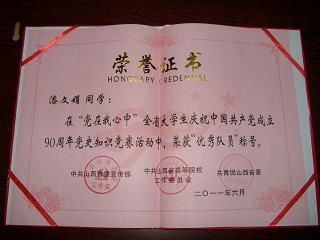 荣誉证书
HONORARY CREDENTIAL
潞文娟同学：
在“党在我心中”全省大学生庆祝中国共产党成立
90周年党史知识竞赛活动中，荣获“优秀队员”称号。
中共山西省委宣传部 中共山西省高等院校工作委员会 共青团山西省委
二〇一一年六月